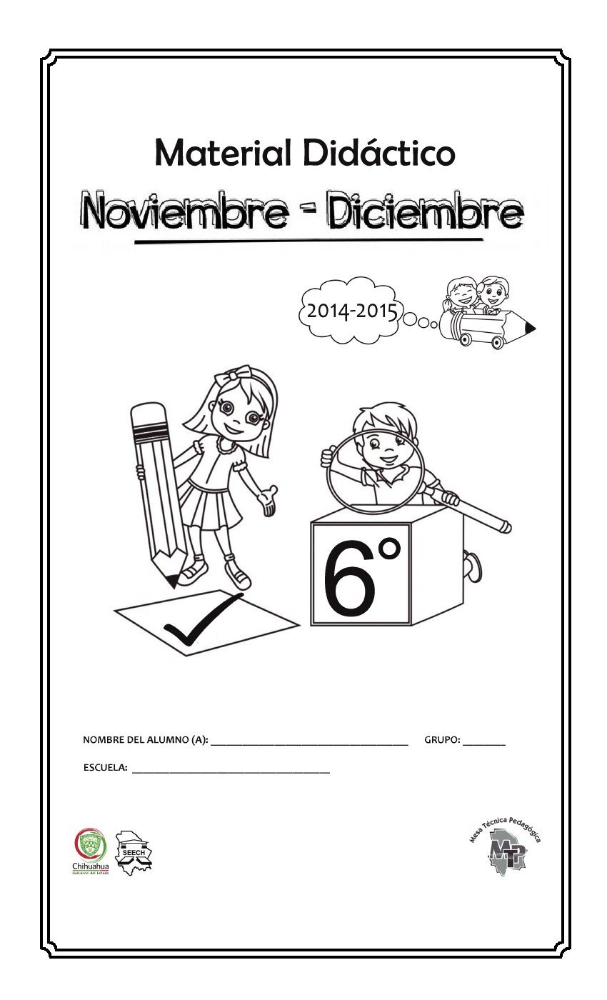 Material Didáctico
Noviembre - Diciembre
2014-2015
6°
NOMBRE DEL ALUMNO (A): ___________________________________ GRUPO: ________
ESCUELA: ___________________________________
Mesa Técnica Pedagógica
SEECH
MTP
Chihuahua
Gobierno del Estado